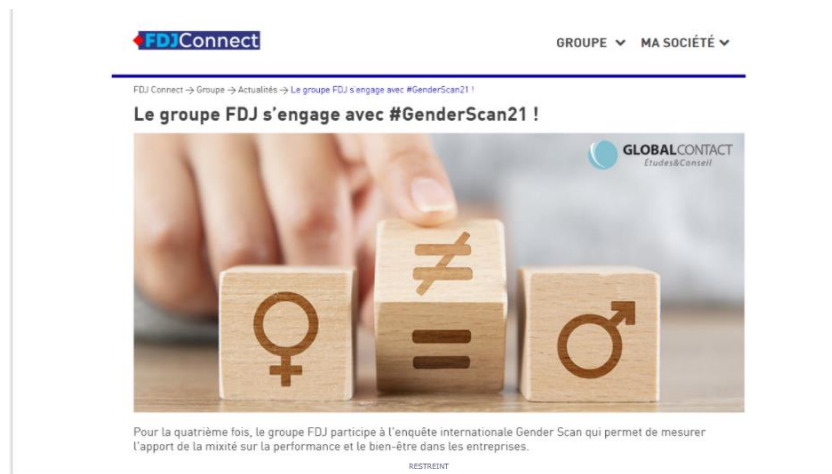 FDJConnect
GROUPE MA SOCIÉTÉ
FDJ Connect → Groupe → Actualités → Le groupe FDJ s'engage avec #GenderScan21 !
Le groupe FDJ s'engage avec #GenderScan21 !
GLOBALCONTACT
Études&Conseil
≠
♀ = ♂
Pour la quatrième fois, le groupe FDJ participe à l'enquête internationale Gender Scan qui permet de mesurer
l'apport de la mixité sur la performance et le bien-être dans les entreprises.
RESTREINT